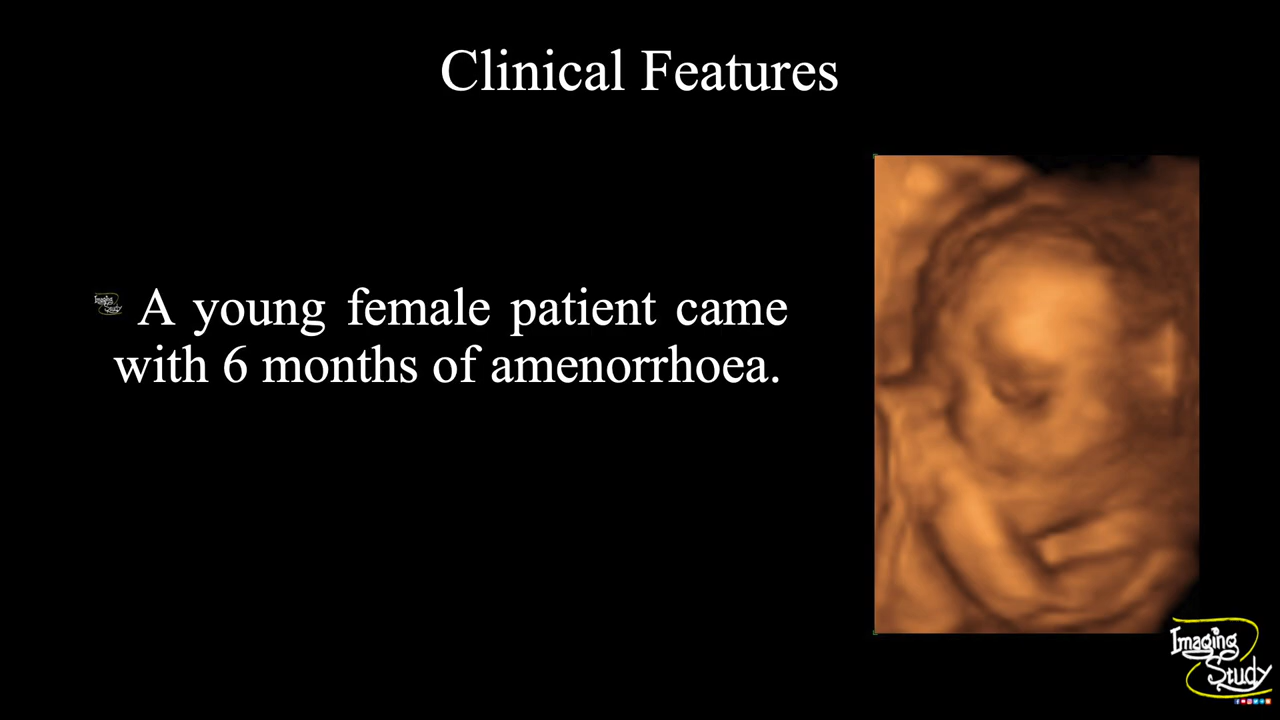 Clinical Features
A young female patient came
with 6 months of amenorrhoea.
Imaging
Study